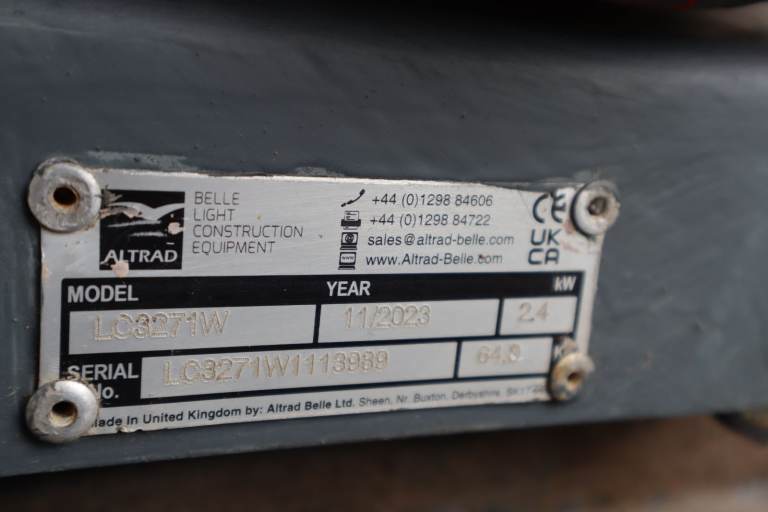 ALTRAD
BELLE
LIGHT
CONSTRUCTION
EQUIPMENT
+44 (0)1298 84606
+44 (0)1298 84722
sales@altrad-belle.com
www.Altrad-Belle.com
CE
UK
CA
MODEL YEAR kW
LC3271W 11/2023 2.4
SERIAL No. LC3271W1113989 64.0
Made In United Kingdom by: Altrad Belle Ltd. Sheen, Nr. Buxton, Derbyshire,